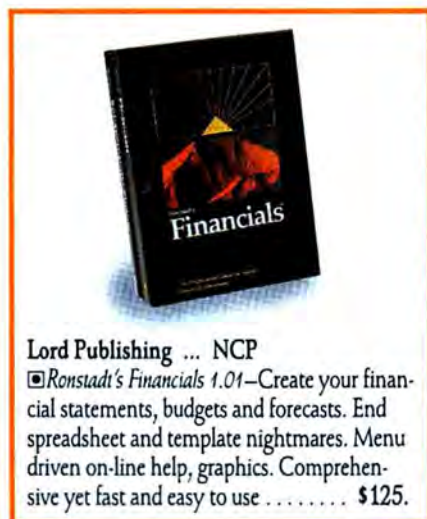 Ronstadt's
Financials
Lord Publishing ... NCP
Ronstadt's Financials 1.01–Create your finan-
cial statements, budgets and forecasts. End
spreadsheet and template nightmares. Menu
driven on-line help, graphics. Comprehen-
sive yet fast and easy to use . . . . . . . . $125.